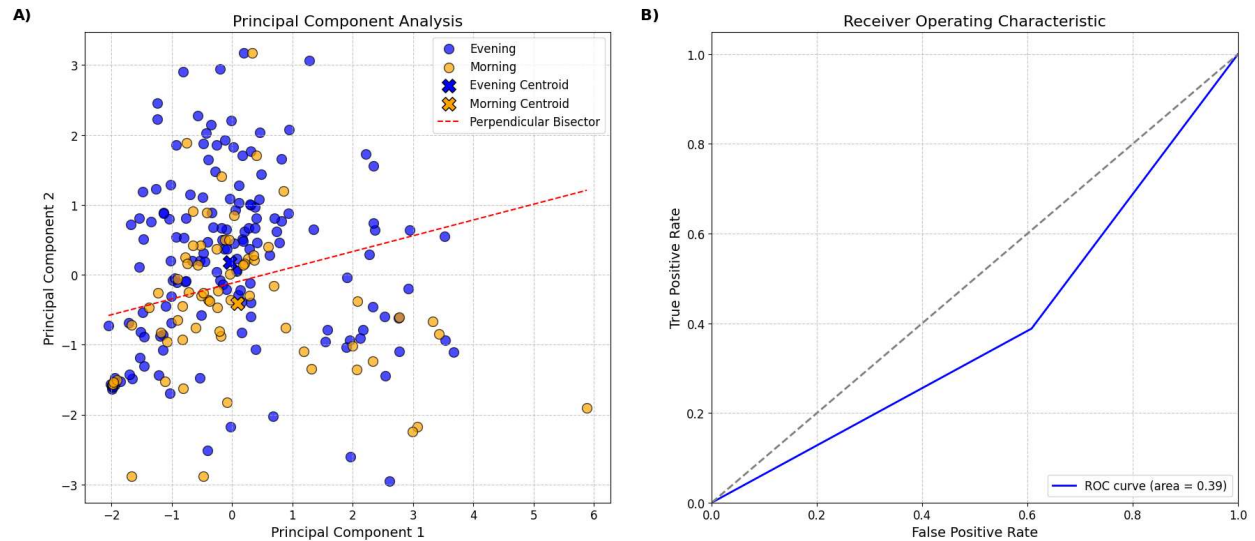 A)
Principal Component Analysis
Evening
Morning
Evening Centroid
Morning Centroid
Perpendicular Bisector
3
2
1
0
−1
−2
−3
Principal Component 2
−2 −1 0 1 2 3 4 5 6
Principal Component 1
B)
Receiver Operating Characteristic
1.0
0.8
0.6
0.4
0.2
0.0
True Positive Rate
ROC curve (area = 0.39)
0.0 0.2 0.4 0.6 0.8 1.0
False Positive Rate